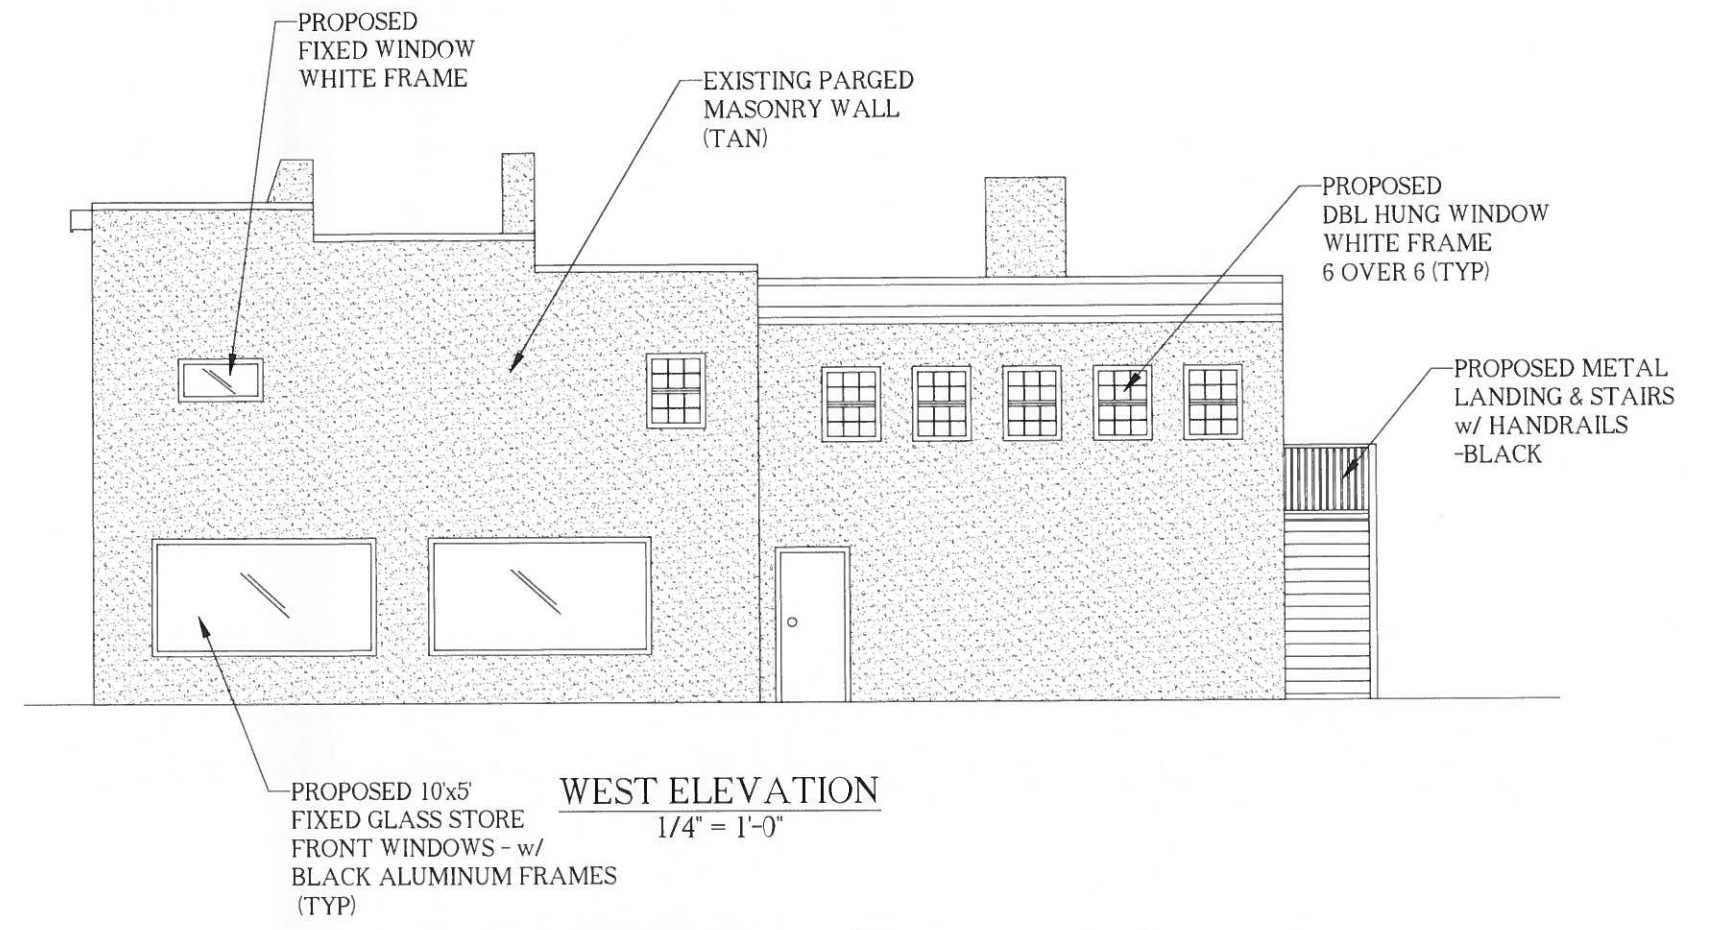 PROPOSED
FIXED WINDOW
WHITE FRAME
EXISTING PARGED
MASONRY WALL
(TAN)
PROPOSED
DBL HUNG WINDOW
WHITE FRAME
6 OVER 6 (TYP)
PROPOSED METAL
LANDING & STAIRS
w/ HANDRAILS
-BLACK
PROPOSED 10'x5'
FIXED GLASS STORE
FRONT WINDOWS - w/
BLACK ALUMINUM FRAMES
(TYP)
WEST ELEVATION
1/4" = 1'-0"